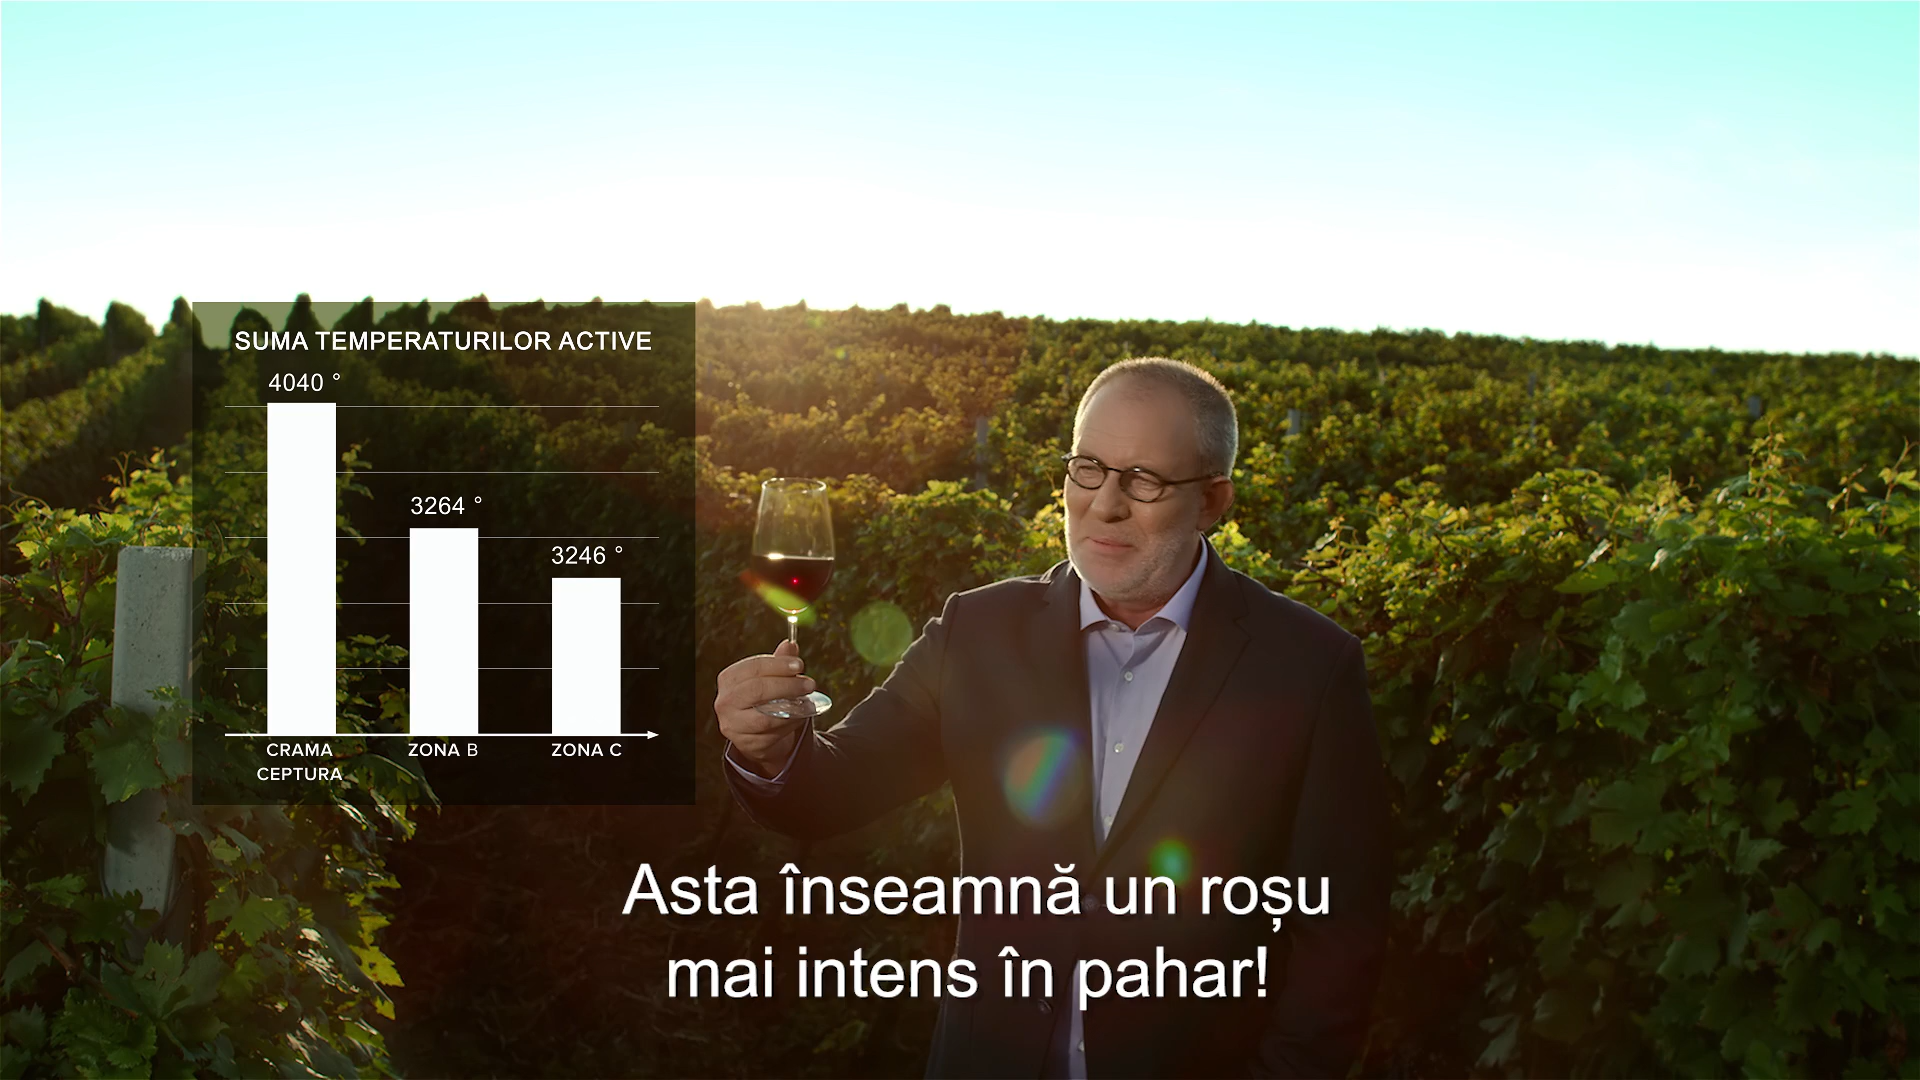 SUMA TEMPERATURILOR ACTIVE
4040 °
3264 °
3246 °
CRAMA CEPTURA
ZONA B
ZONA C
Asta înseamnă un roșu
mai intens în pahar!